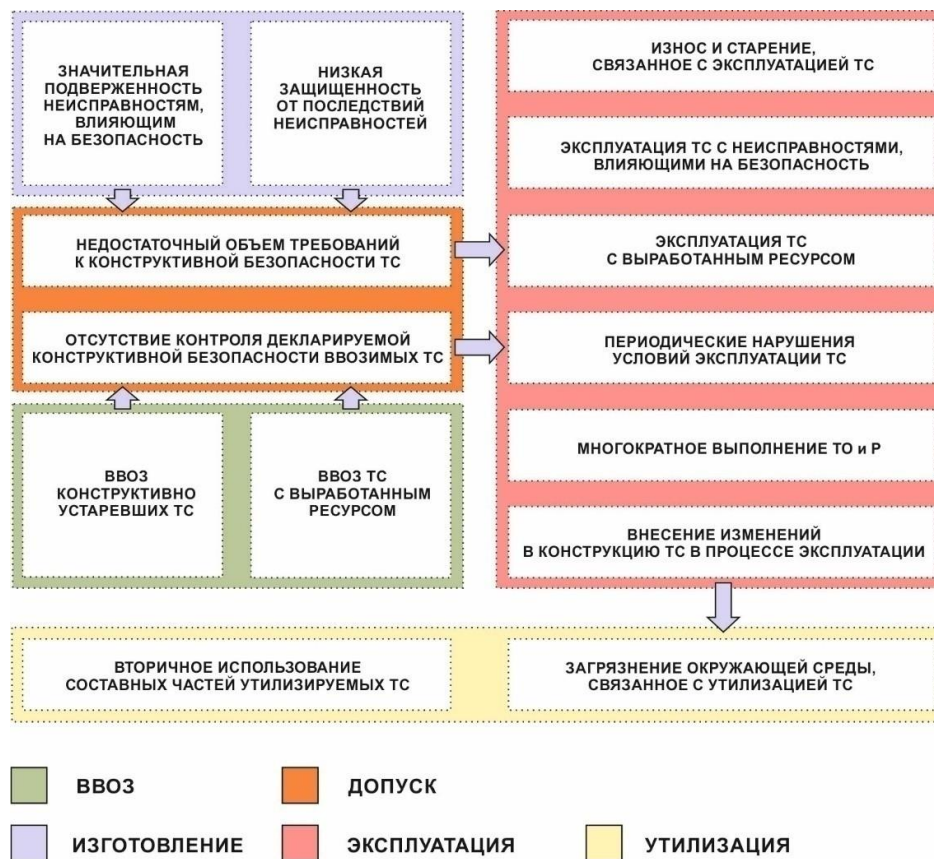 ЗНАЧИТЕЛЬНАЯ
ПОДВЕРЖЕННОСТЬ
НЕИСПРАВНОСТЯМ,
ВЛИЯЮЩИМ
НА БЕЗОПАСНОСТЬ
НИЗКАЯ
ЗАЩИЩЕННОСТЬ
ОТ ПОСЛЕДСТВИЙ
НЕИСПРАВНОСТЕЙ
НЕДОСТАТОЧНЫЙ ОБЪЕМ ТРЕБОВАНИЙ
К КОНСТРУКТИВНОЙ БЕЗОПАСНОСТИ ТС
ОТСУТСТВИЕ КОНТРОЛЯ ДЕКЛАРИРУЕМОЙ
КОНСТРУКТИВНОЙ БЕЗОПАСНОСТИ ВВОЗИМЫХ ТС
ВВОЗ
КОНСТРУКТИВНО
УСТАРЕВШИХ ТС
ВВОЗ ТС
С ВЫРАБОТАННЫМ
РЕСУРСОМ
ИЗНОС И СТАРЕНИЕ,
СВЯЗАННОЕ С ЭКСПЛУАТАЦИЕЙ ТС
ЭКСПЛУАТАЦИЯ ТС С НЕИСПРАВНОСТЯМИ,
ВЛИЯЮЩИМИ НА БЕЗОПАСНОСТЬ
ЭКСПЛУАТАЦИЯ ТС
С ВЫРАБОТАННЫМ РЕСУРСОМ
ПЕРИОДИЧЕСКИЕ НАРУШЕНИЯ
УСЛОВИЙ ЭКСПЛУАТАЦИИ ТС
МНОГОКРАТНОЕ ВЫПОЛНЕНИЕ ТО и Р
ВНЕСЕНИЕ ИЗМЕНЕНИЙ
В КОНСТРУКЦИЮ ТС В ПРОЦЕССЕ ЭКСПЛУАТАЦИИ
ВТОРИЧНОЕ ИСПОЛЬЗОВАНИЕ
СОСТАВНЫХ ЧАСТЕЙ УТИЛИЗИРУЕМЫХ ТС
ЗАГРЯЗНЕНИЕ ОКРУЖАЮЩЕЙ СРЕДЫ,
СВЯЗАННОЕ С УТИЛИЗАЦИЕЙ ТС
ВВОЗ
ДОПУСК
ИЗГОТОВЛЕНИЕ
ЭКСПЛУАТАЦИЯ
УТИЛИЗАЦИЯ